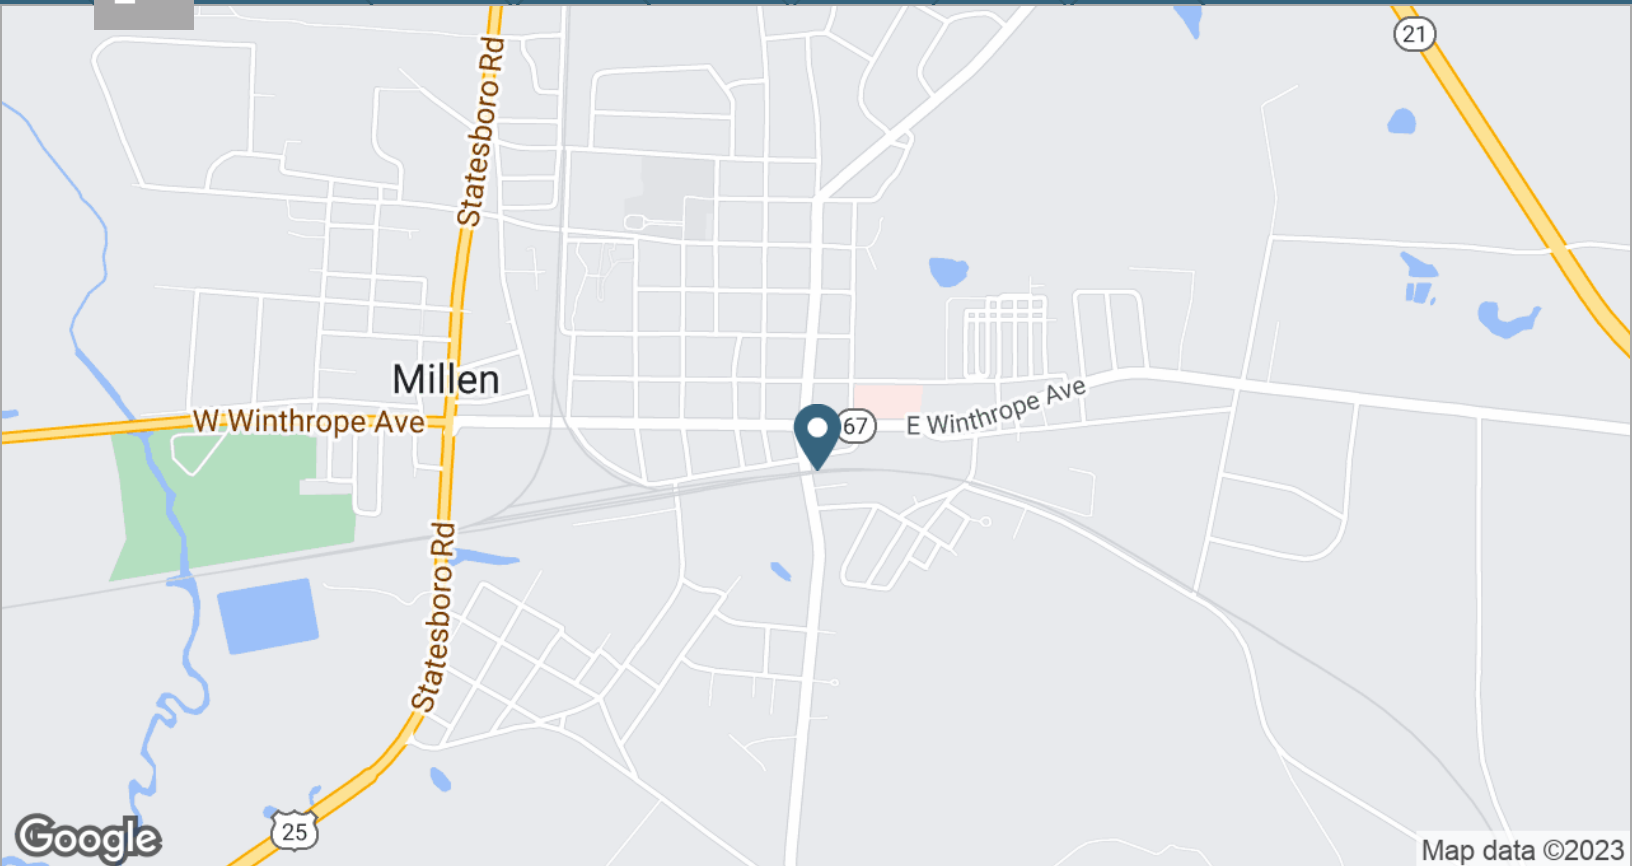 21
Statesboro Rd
Millen
W Winthrope Ave
67
E Winthrope Ave
Statesboro Rd
25
Google
Map data ©2023